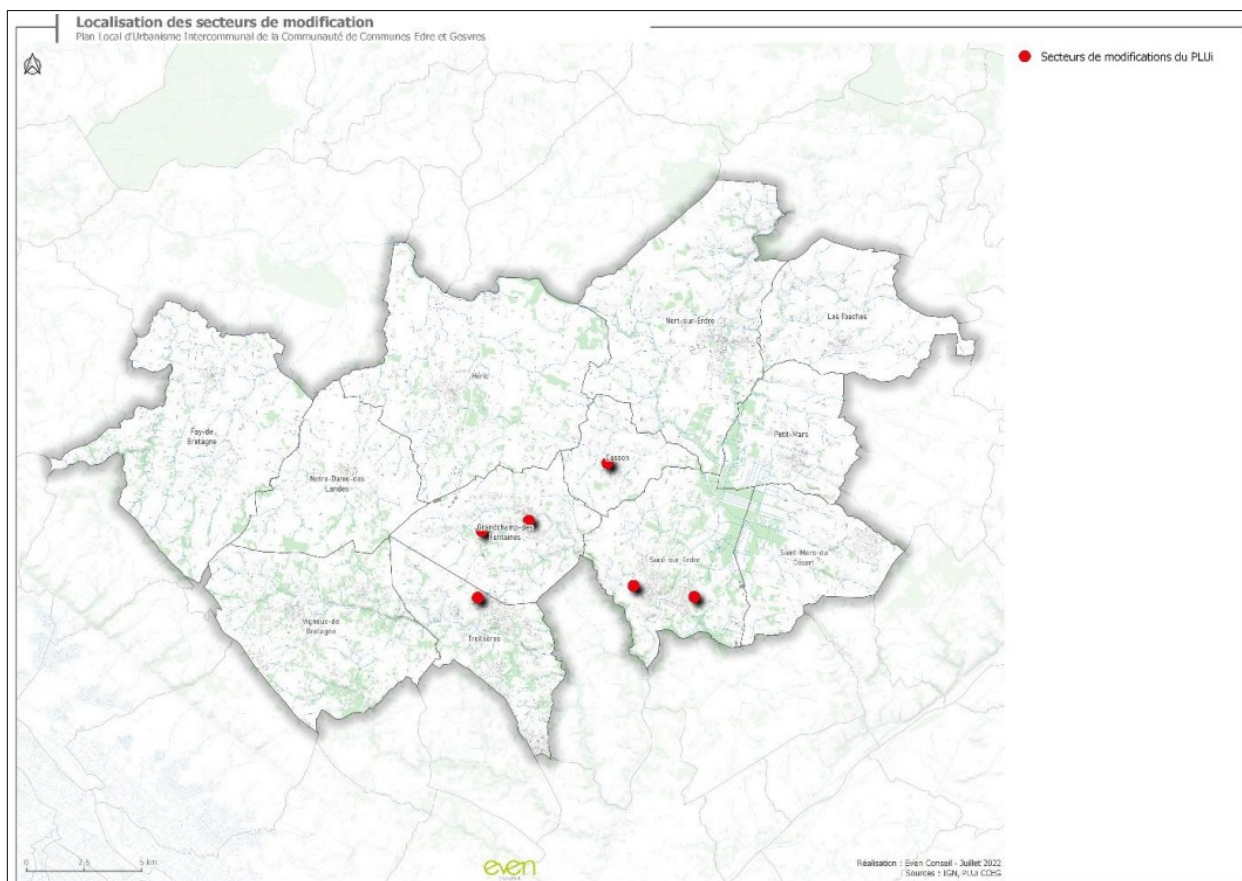 Localisation des secteurs de modification
Plan Local d'Urbanisme Intercommunal de la Communauté de Communes Edre et Gesvres
Secteurs de modifications du PLUi
Nort-sur-Erdre
Les Touches
Héric
Fay-de
Bretagne
Petit-Mars
Casson
Notre-Dame-des
Landes
Grandchamp-des
Fontaines
Sucé-sur-Erdre
Saint-Mars-du
Désert
Vigneux-de
Bretagne
Treillières
0 2,5 5 km
even
Réalisation : Even Conseil - Juillet 2022
Sources : IGN, PLUi CCEG